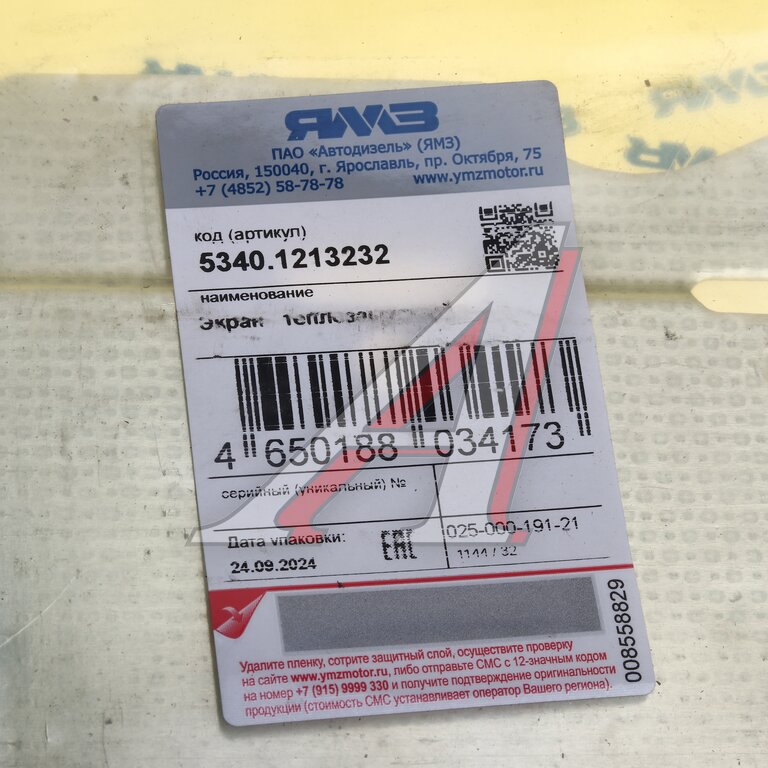 ЯМЗ
ПАО «Автодизель» (ЯМЗ)
Россия, 150040, г. Ярославль, пр. Октября, 75
+7 (4852) 58-78-78 www.ymzmotor.ru
код (артикул)
5340.1213232
наименование
Экран
4 650188 034173
серийный (уникальный) №
025-000-191-21
Дата упаковки:
EAC
24.09.2024
008558829
Удалите пленку, сотрите защитный слой, осуществите проверку
на сайте www.ymzmotor.ru, либо отправьте СМС с 12-значным кодом
на номер +7 (915) 9999 330 и получите подтверждение оригинальности
продукции (стоимость СМС устанавливает оператор Вашего региона).